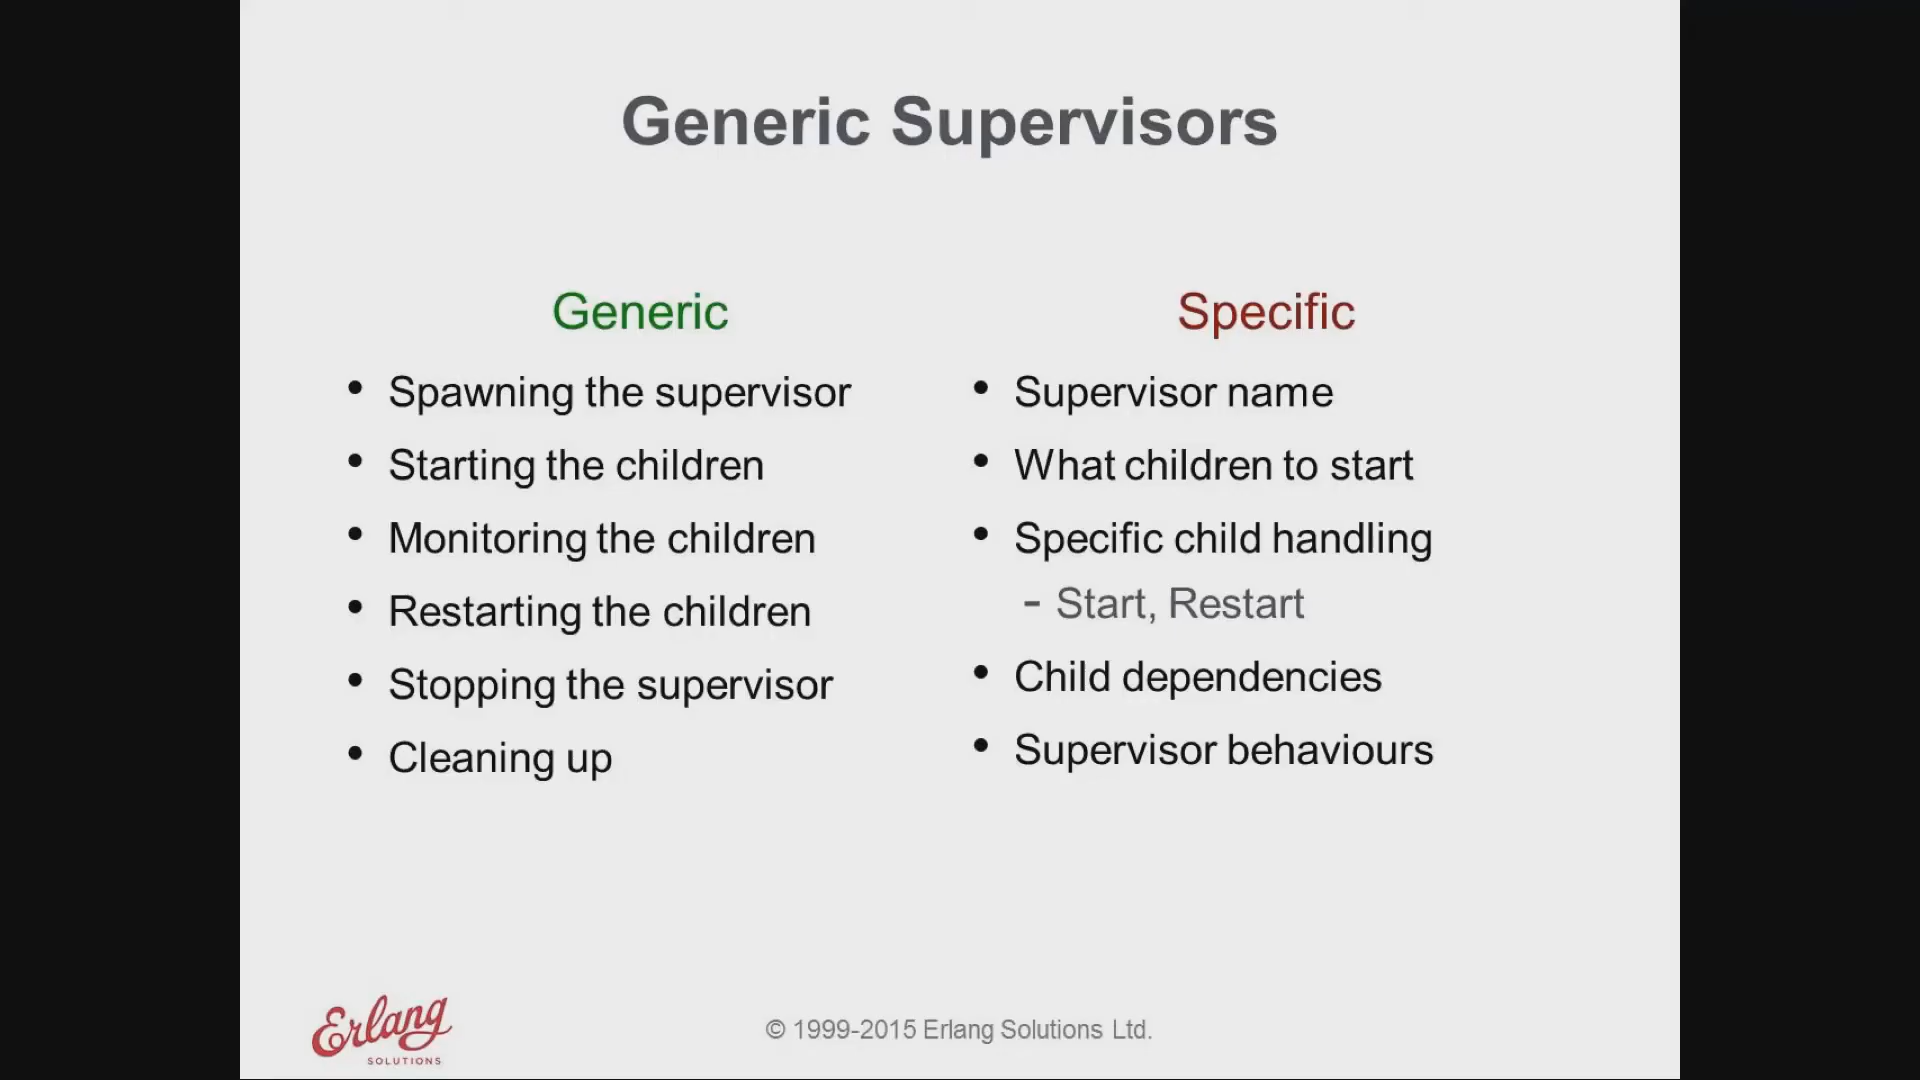 Generic Supervisors
Generic
• Spawning the supervisor
• Starting the children
• Monitoring the children
• Restarting the children
• Stopping the supervisor
• Cleaning up
Specific
• Supervisor name
• What children to start
• Specific child handling
- Start, Restart
• Child dependencies
• Supervisor behaviours
Erlang
SOLUTIONS
© 1999-2015 Erlang Solutions Ltd.